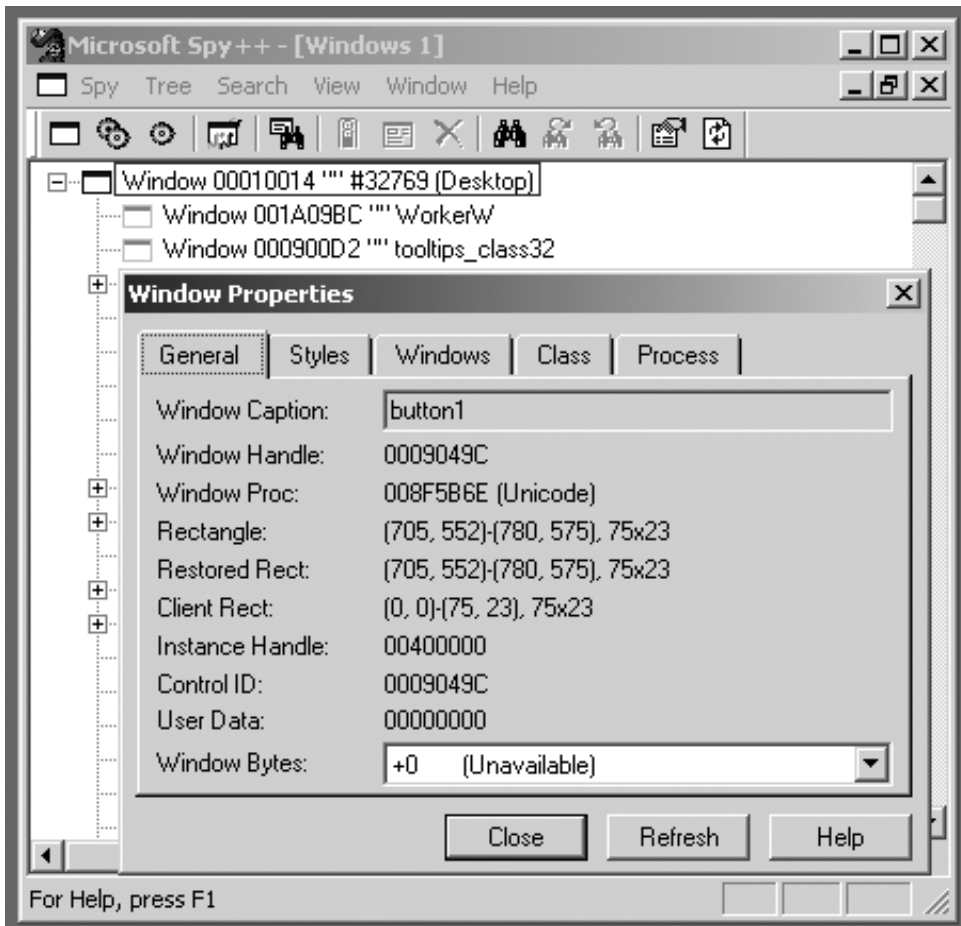 Microsoft Spy++ - [Windows 1]
Spy Tree Search View Window Help
Window 00010014 "" #32769 (Desktop)
Window 001A09BC "" WorkerW
Window 000900D2 "" tooltips_class32
Window Properties
General Styles Windows Class Process
Window Caption: button1
Window Handle: 0009049C
Window Proc: 008F5B6E (Unicode)
Rectangle: (705, 552)-(780, 575), 75x23
Restored Rect: (705, 552)-(780, 575), 75x23
Client Rect: (0, 0)-(75, 23), 75x23
Instance Handle: 00400000
Control ID: 0009049C
User Data: 00000000
Window Bytes: +0 (Unavailable)
Close Refresh Help
For Help, press F1